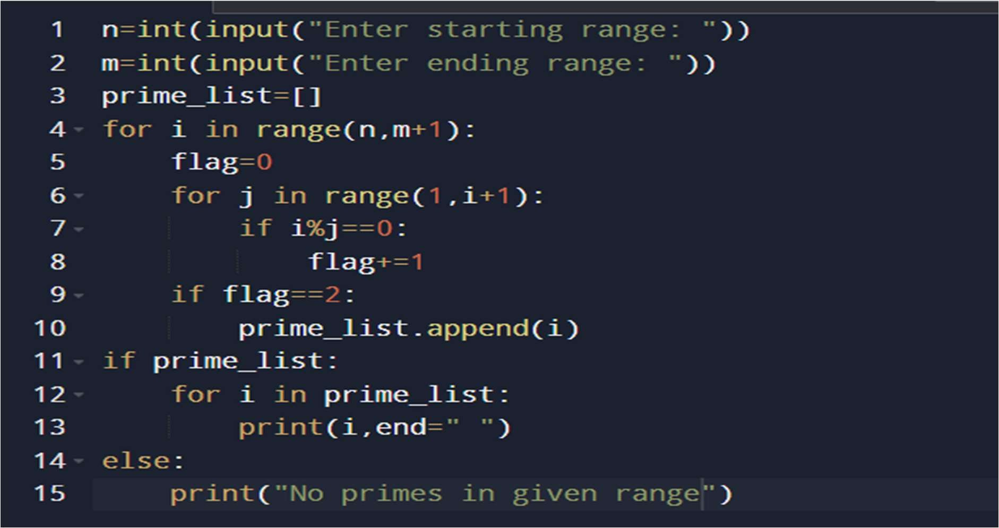 1 n=int(input("Enter starting range: "))
2 m=int(input("Enter ending range: "))
3 prime_list=[]
4 for i in range(n,m+1):
5     flag=0
6     for j in range(1,i+1):
7         if i%j==0:
8             flag+=1
9     if flag==2:
10         prime_list.append(i)
11 if prime_list:
12     for i in prime_list:
13         print(i,end=" ")
14 else:
15     print("No primes in given range")